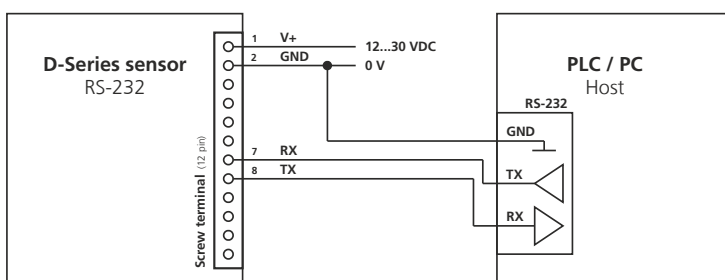 D-Series sensor
RS-232
Screw terminal (12 pin)
1 V+ 12...30 VDC
2 GND 0 V
7 RX
8 TX
PLC / PC
Host
RS-232
GND
TX
RX